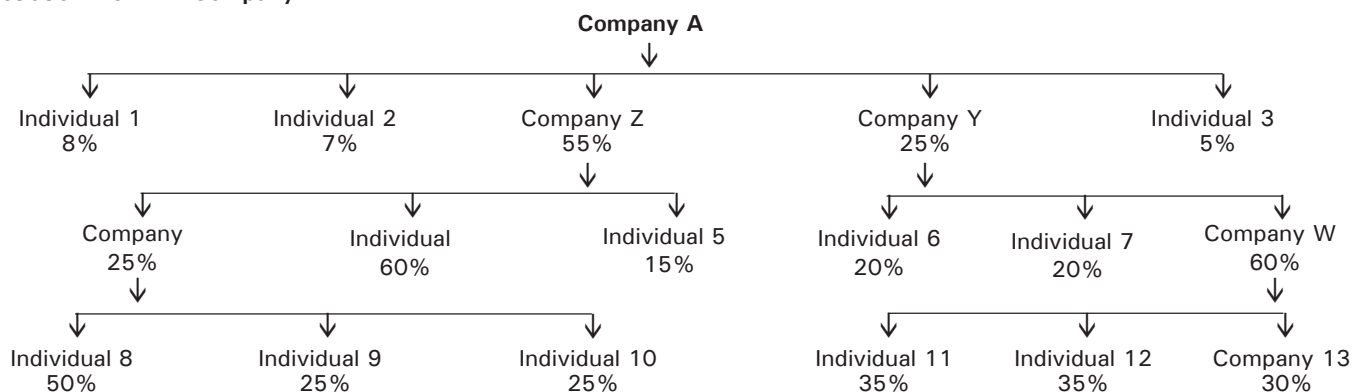 Company A
Individual 1 Individual 2 Company Z Company Y Individual 3
8% 7% 55% 25% 5%
Company Individual Individual 5 Individual 6 Individual 7 Company W
25% 60% 15% 20% 20% 60%
Individual 8 Individual 9 Individual 10 Individual 11 Individual 12 Company 13
50% 25% 25% 35% 35% 30%